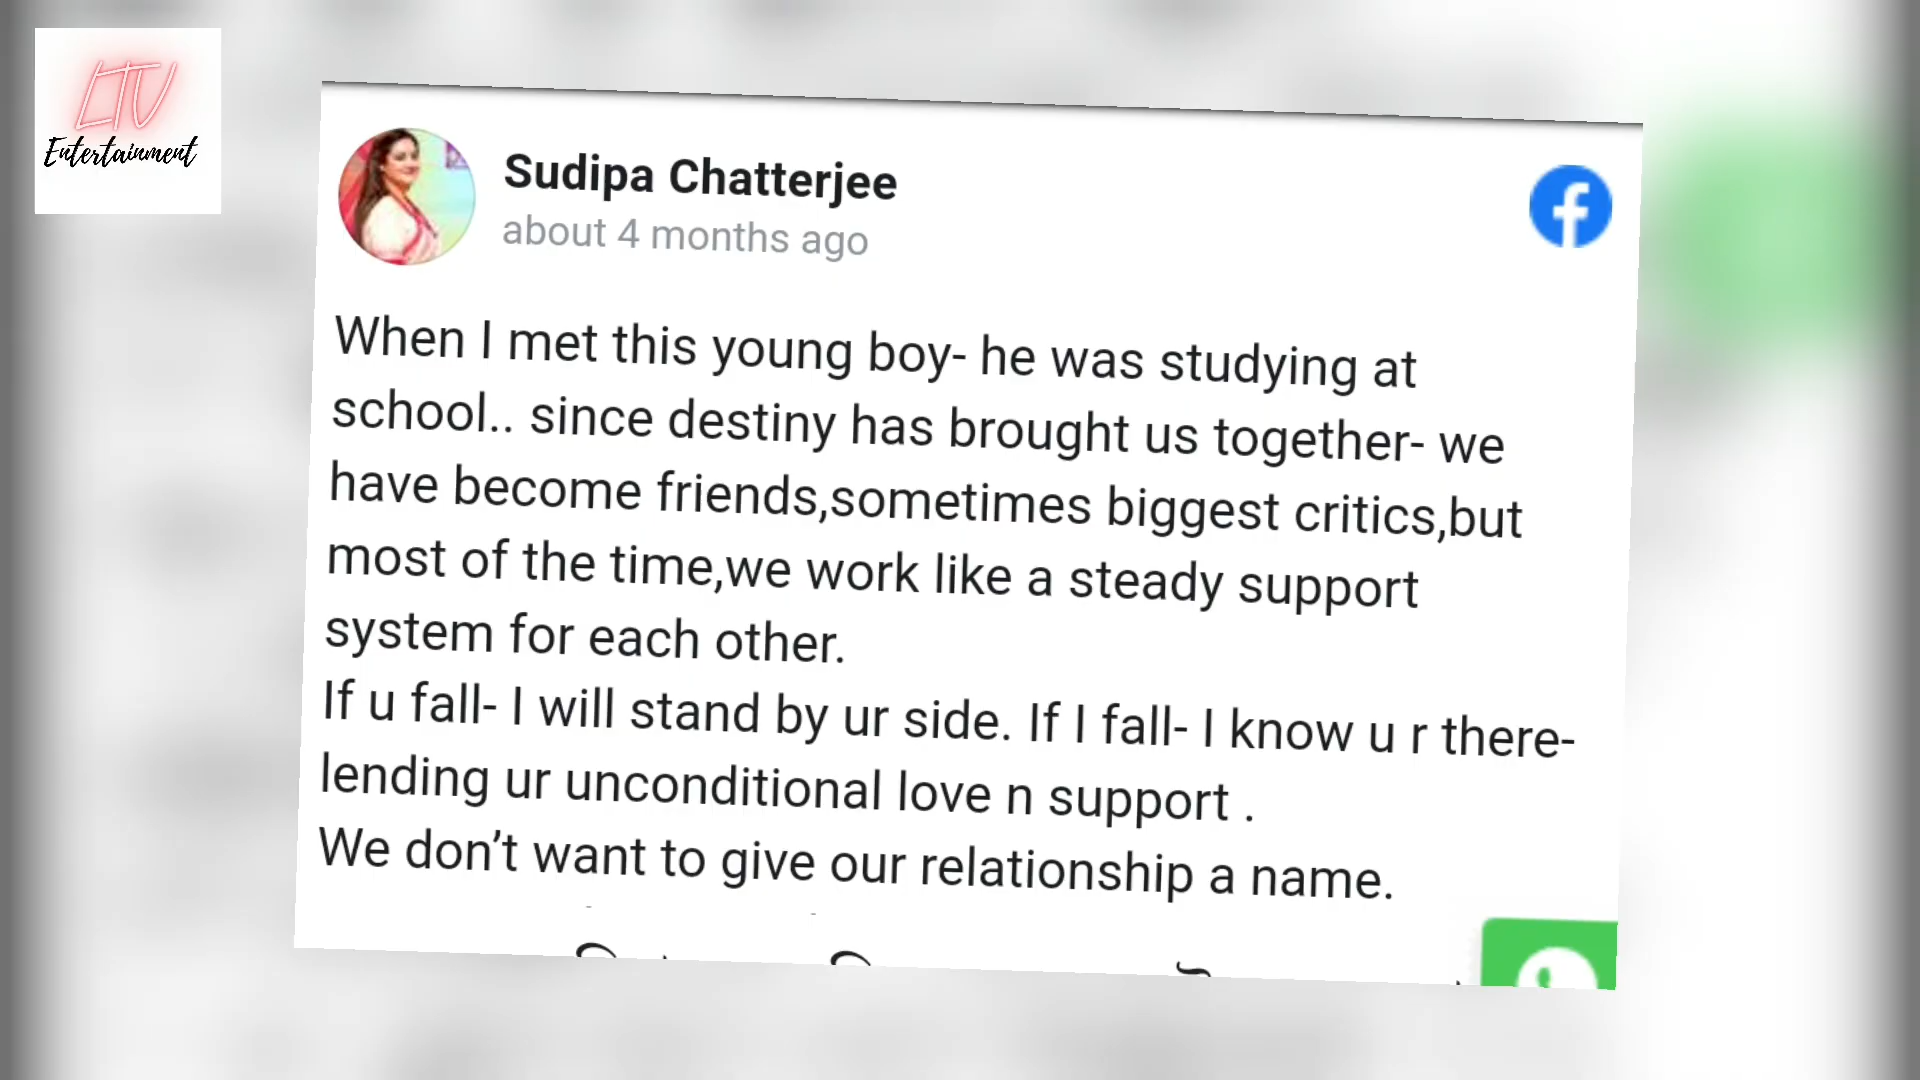 LTV
Entertainment
Sudipa Chatterjee
about 4 months ago
When I met this young boy- he was studying at
school.. since destiny has brought us together- we
have become friends,sometimes biggest critics,but
most of the time,we work like a steady support
system for each other.
If u fall- I will stand by ur side. If I fall- I know u r there-
lending ur unconditional love n support .
We don’t want to give our relationship a name.